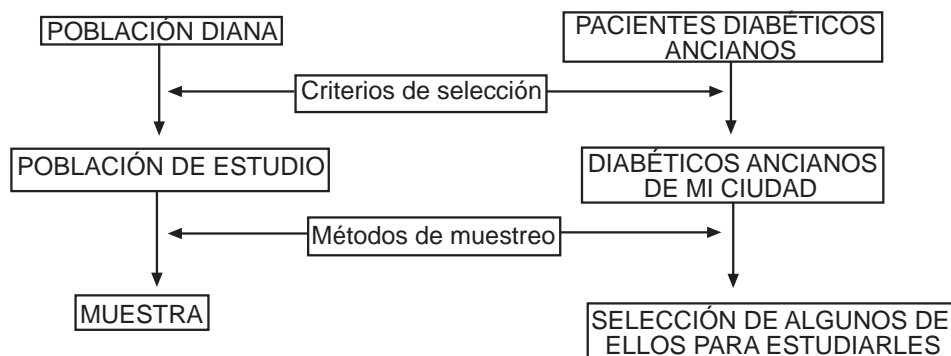 POBLACIÓN DIANA
PACIENTES DIABÉTICOS
ANCIANOS
Criterios de selección
POBLACIÓN DE ESTUDIO
DIABÉTICOS ANCIANOS
DE MI CIUDAD
Métodos de muestreo
MUESTRA
SELECCIÓN DE ALGUNOS DE
ELLOS PARA ESTUDIARLES